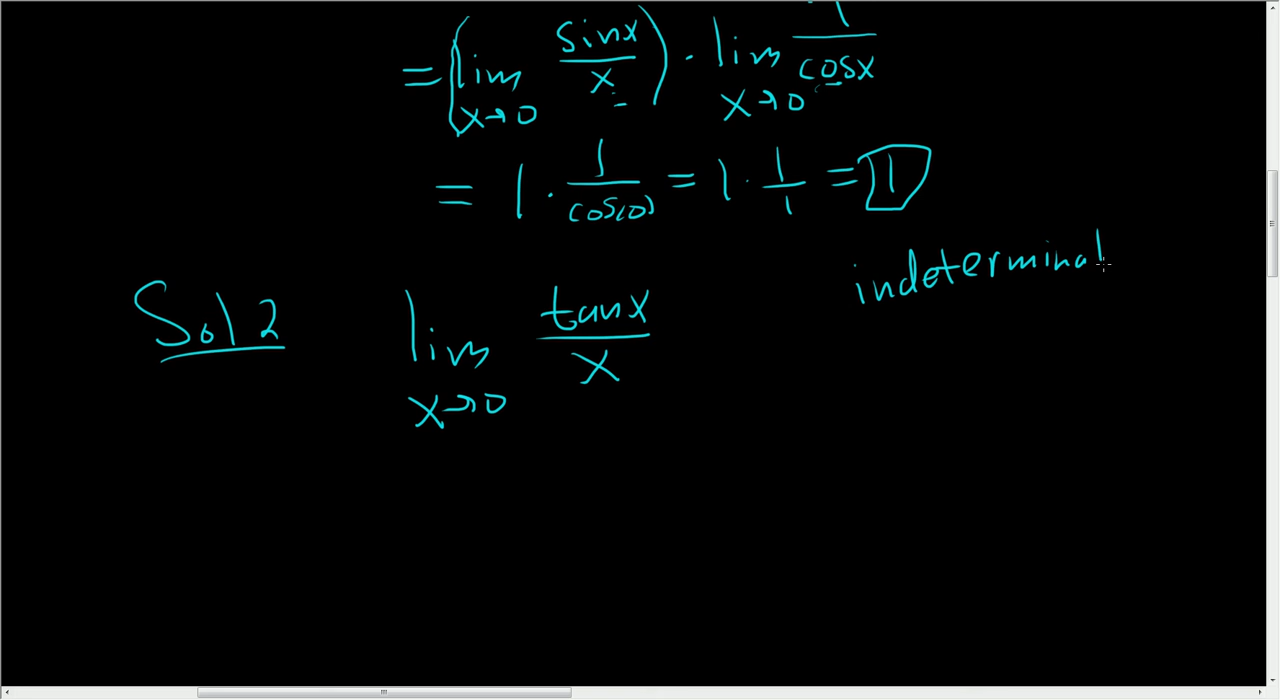 = (lim x→0 sinx/x) · lim x→0 1/cosx
= 1 · 1/cos(0) = 1 · 1/1 = 1
indeterminat
Sol 2 lim x→0 tanx/x